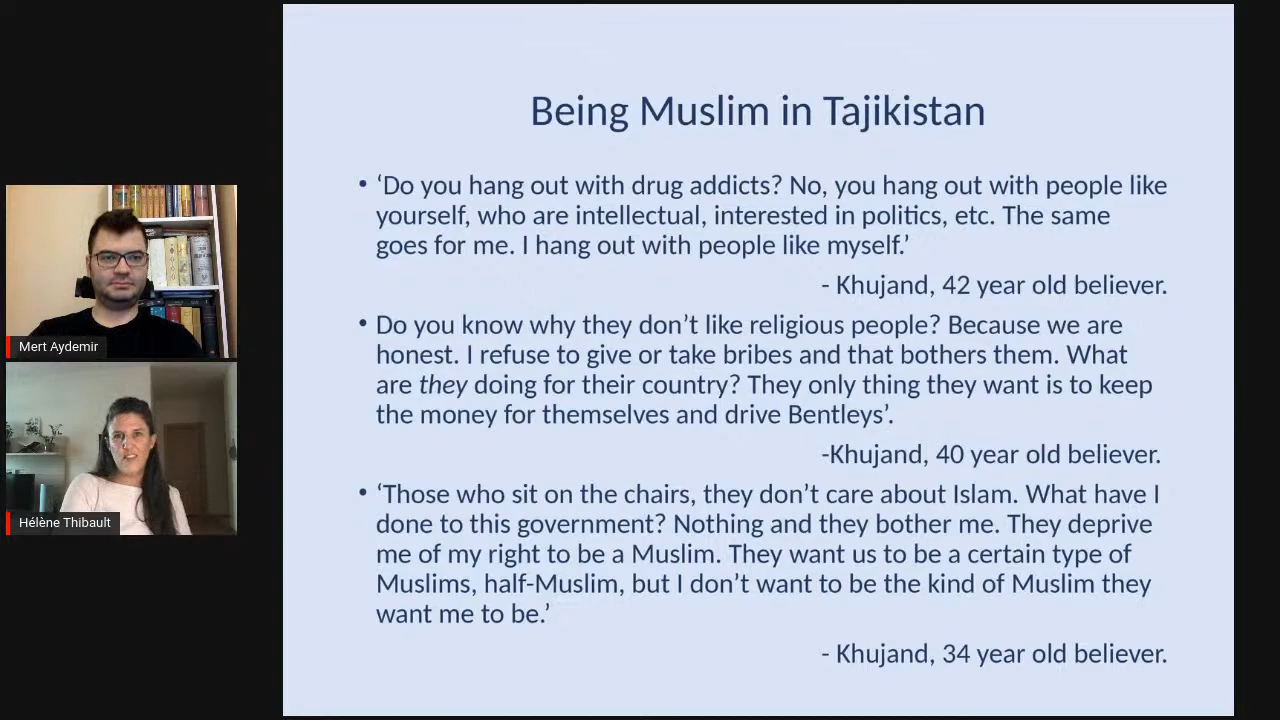 Being Muslim in Tajikistan
• ‘Do you hang out with drug addicts? No, you hang out with people like
yourself, who are intellectual, interested in politics, etc. The same
goes for me. I hang out with people like myself.’
- Khujand, 42 year old believer.
• Do you know why they don’t like religious people? Because we are
honest. I refuse to give or take bribes and that bothers them. What
are they doing for their country? They only thing they want is to keep
the money for themselves and drive Bentleys’.
-Khujand, 40 year old believer.
• ‘Those who sit on the chairs, they don’t care about Islam. What have I
done to this government? Nothing and they bother me. They deprive
me of my right to be a Muslim. They want us to be a certain type of
Muslims, half-Muslim, but I don’t want to be the kind of Muslim they
want me to be.’
- Khujand, 34 year old believer.
Mert Aydemir
Hélène Thibault